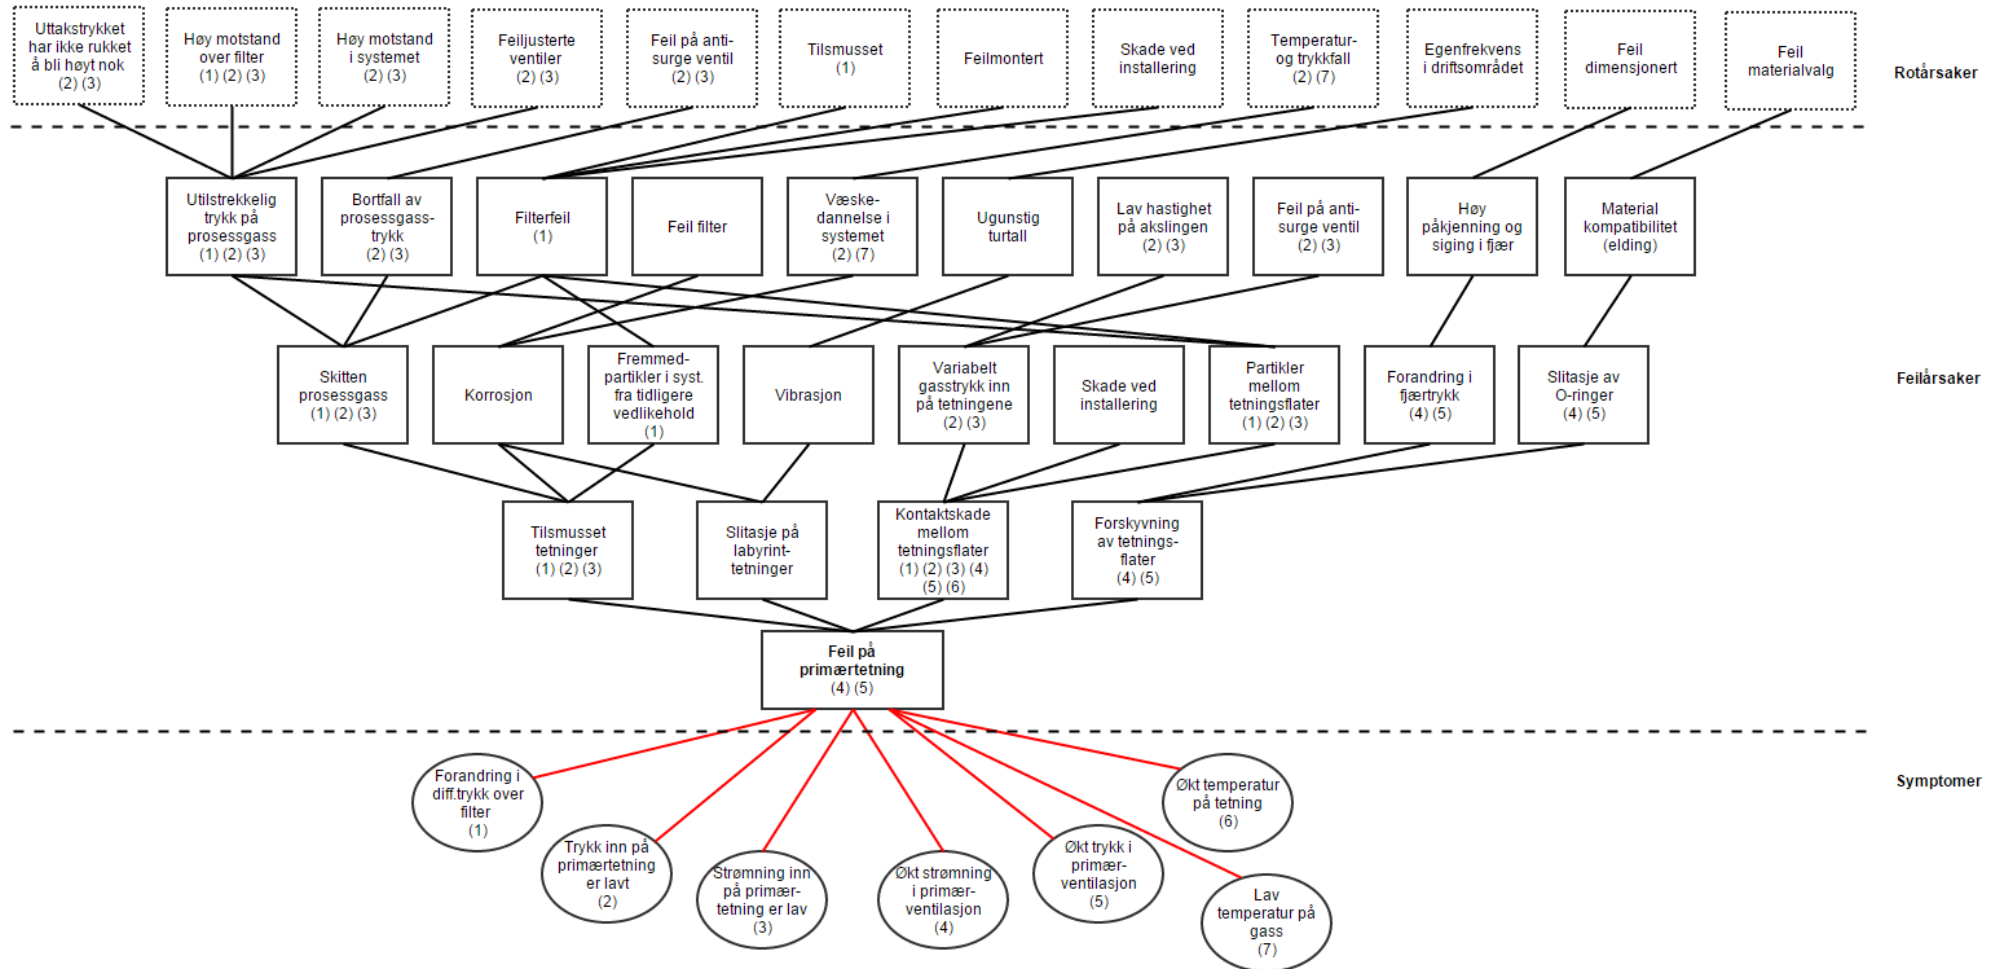 Uttakstrykket
har ikke rukket
å bli høyt nok
(2) (3)
Høy motstand
over filter
(1) (2) (3)
Høy motstand
i systemet
(2) (3)
Feiljusterte
ventiler
(2) (3)
Feil på anti-
surge ventil
(2) (3)
Tilsmusset
(1)
Feilmontert
Skade ved
installering
Temperatur-
og trykkfall
(2) (7)
Egenfrekvens
i driftsområdet
Feil
dimensjonert
Feil
materialvalg
Rotårsaker
Utilstrekkelig
trykk på
prosessgass
(1) (2) (3)
Bortfall av
prosessgass-
trykk
(2) (3)
Filterfeil
(1)
Feil filter
Væske-
dannelse i
systemet
(2) (7)
Ugunstig
turtall
Lav hastighet
på akslingen
(2) (3)
Feil på anti-
surge ventil
(2) (3)
Høy
påkjenning og
siging i fjær
Material
kompatibilitet
(elding)
Skitten
prosessgass
(1) (2) (3)
Korrosjon
Fremmed-
partikler i syst.
fra tidligere
vedlikehold
(1)
Vibrasjon
Variabelt
gasstrykk inn
på tetningene
(2) (3)
Skade ved
installering
Partikler
mellom
tetningsflater
(1) (2) (3)
Forandring i
fjærtrykk
(4) (5)
Slitasje av
O-ringer
(4) (5)
Feilårsaker
Tilsmusset
tetninger
(1) (2) (3)
Slitasje på
labyrint-
tetninger
Kontaktskade
mellom
tetningsflater
(1) (2) (3) (4)
(5) (6)
Forskyvning
av tetnings-
flater
(4) (5)
Feil på
primærtetning
(4) (5)
Forandring i
diff.trykk over
filter
(1)
Trykk inn på
primærtetning
er lavt
(2)
Strømning inn
på primær-
tetning er lav
(3)
Økt strømning
i primær-
ventilasjon
(4)
Økt trykk i
primær-
ventilasjon
(5)
Økt temperatur
på tetning
(6)
Lav
temperatur på
gass
(7)
Symptomer